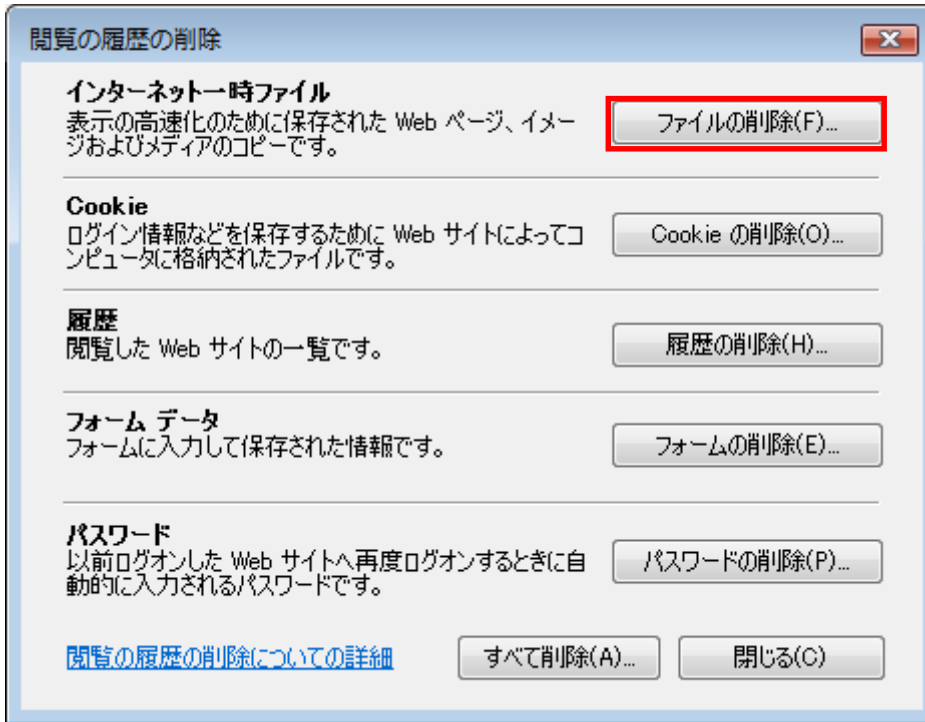 閲覧の履歴の削除
インターネット一時ファイル
表示の高速化のために保存された Web ページ、イメー
ジおよびメディアのコピーです。
ファイルの削除(F)...
Cookie
ログイン情報などを保存するために Web サイトによってコ
ンピュータに格納されたファイルです。
Cookie の削除(O)...
履歴
閲覧した Web サイトの一覧です。
履歴の削除(H)...
フォーム データ
フォームに入力して保存された情報です。
フォームの削除(E)...
パスワード
以前ログオンした Web サイトへ再度ログオンするときに自
動的に入力されるパスワードです。
パスワードの削除(P)...
閲覧の履歴の削除についての詳細
すべて削除(A)...
閉じる(C)